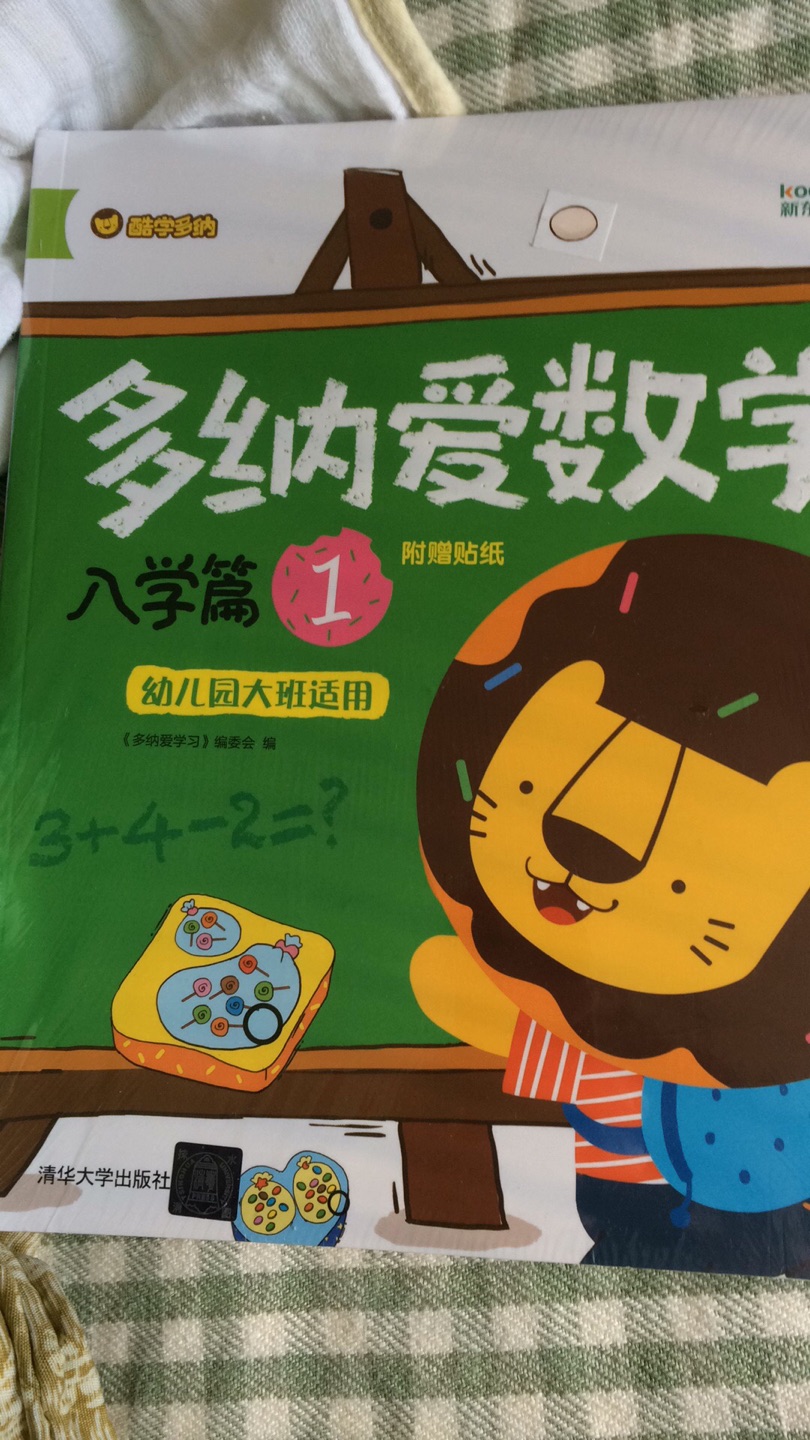 酷学多纳
多纳爱数学
入学篇 1
附赠贴纸
幼儿园大班适用
《多纳爱学习》编委会 编
3+4-2=?
清华大学出版社